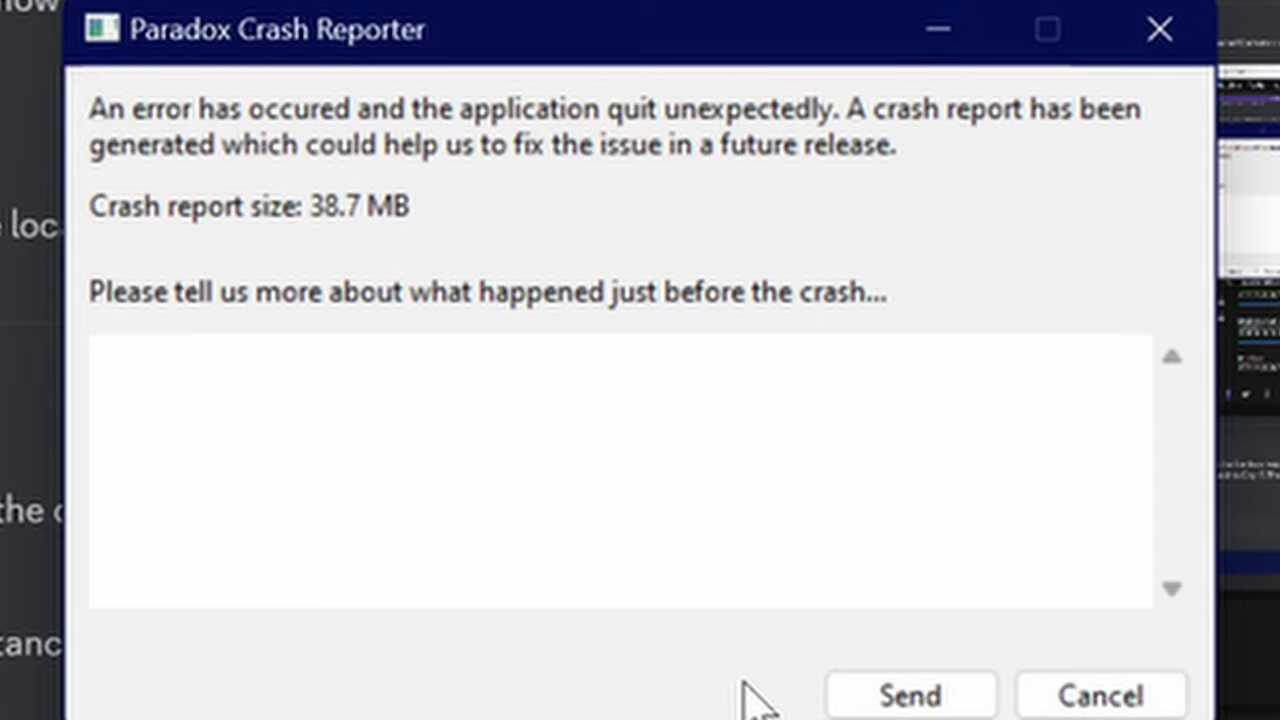 Paradox Crash Reporter
An error has occured and the application quit unexpectedly. A crash report has been
generated which could help us to fix the issue in a future release.
Crash report size: 38.7 MB
Please tell us more about what happened just before the crash...
the
Send
Cancel